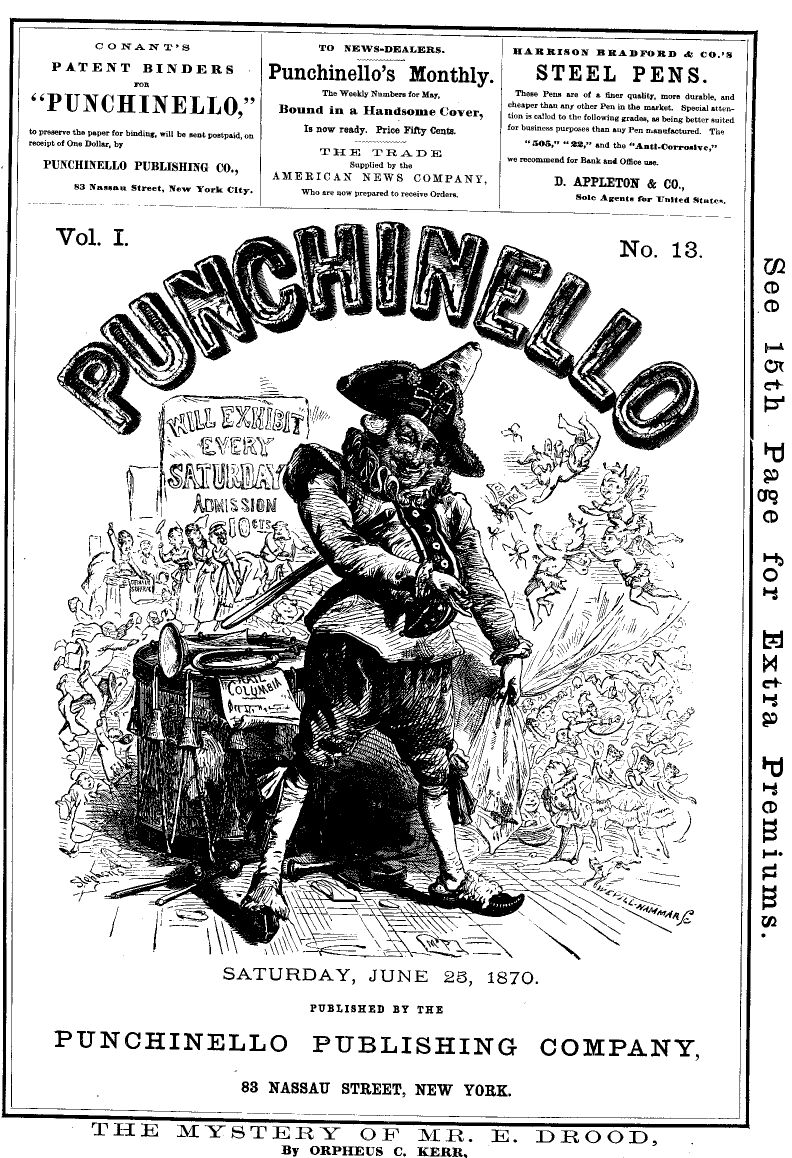 CONANT'S
PATENT BINDERS
FOR
"PUNCHINELLO,"
to preserve the paper for binding, will be sent postpaid, on
receipt of One Dollar, by
PUNCHINELLO PUBLISHING CO.,
83 Nassau Street, New York City.
TO NEWS-DEALERS.
Punchinello's Monthly.
The Weekly Numbers for May,
Bound in a Handsome Cover,
Is now ready. Price Fifty Cents.
THE TRADE
Supplied by the
AMERICAN NEWS COMPANY,
Who are now prepared to receive Orders.
HARRISON BRADFORD & CO.'S
STEEL PENS.
These Pens are of a finer quality, more durable, and
cheaper than any other Pen in the market. Special atten-
tion is called to the following grades, as being better suited
for business purposes than any Pen manufactured. The
"505," "22," and the "Anti-Corrosive,"
we recommend for Bank and Office use.
D. APPLETON & CO.,
Sole Agents for United States.
Vol. I.
No. 13.
PUNCHINELLO
WILL EXHIBIT
EVERY
SATURDAY
ADMISSION
10 CTS
HAIL
COLUMBIA
SATURDAY, JUNE 25, 1870.
PUBLISHED BY THE
PUNCHINELLO PUBLISHING COMPANY,
83 NASSAU STREET, NEW YORK.
See 15th Page for Extra Premiums.
THE MYSTERY OF MR. E. DROOD,
By ORPHEUS C. KERR,